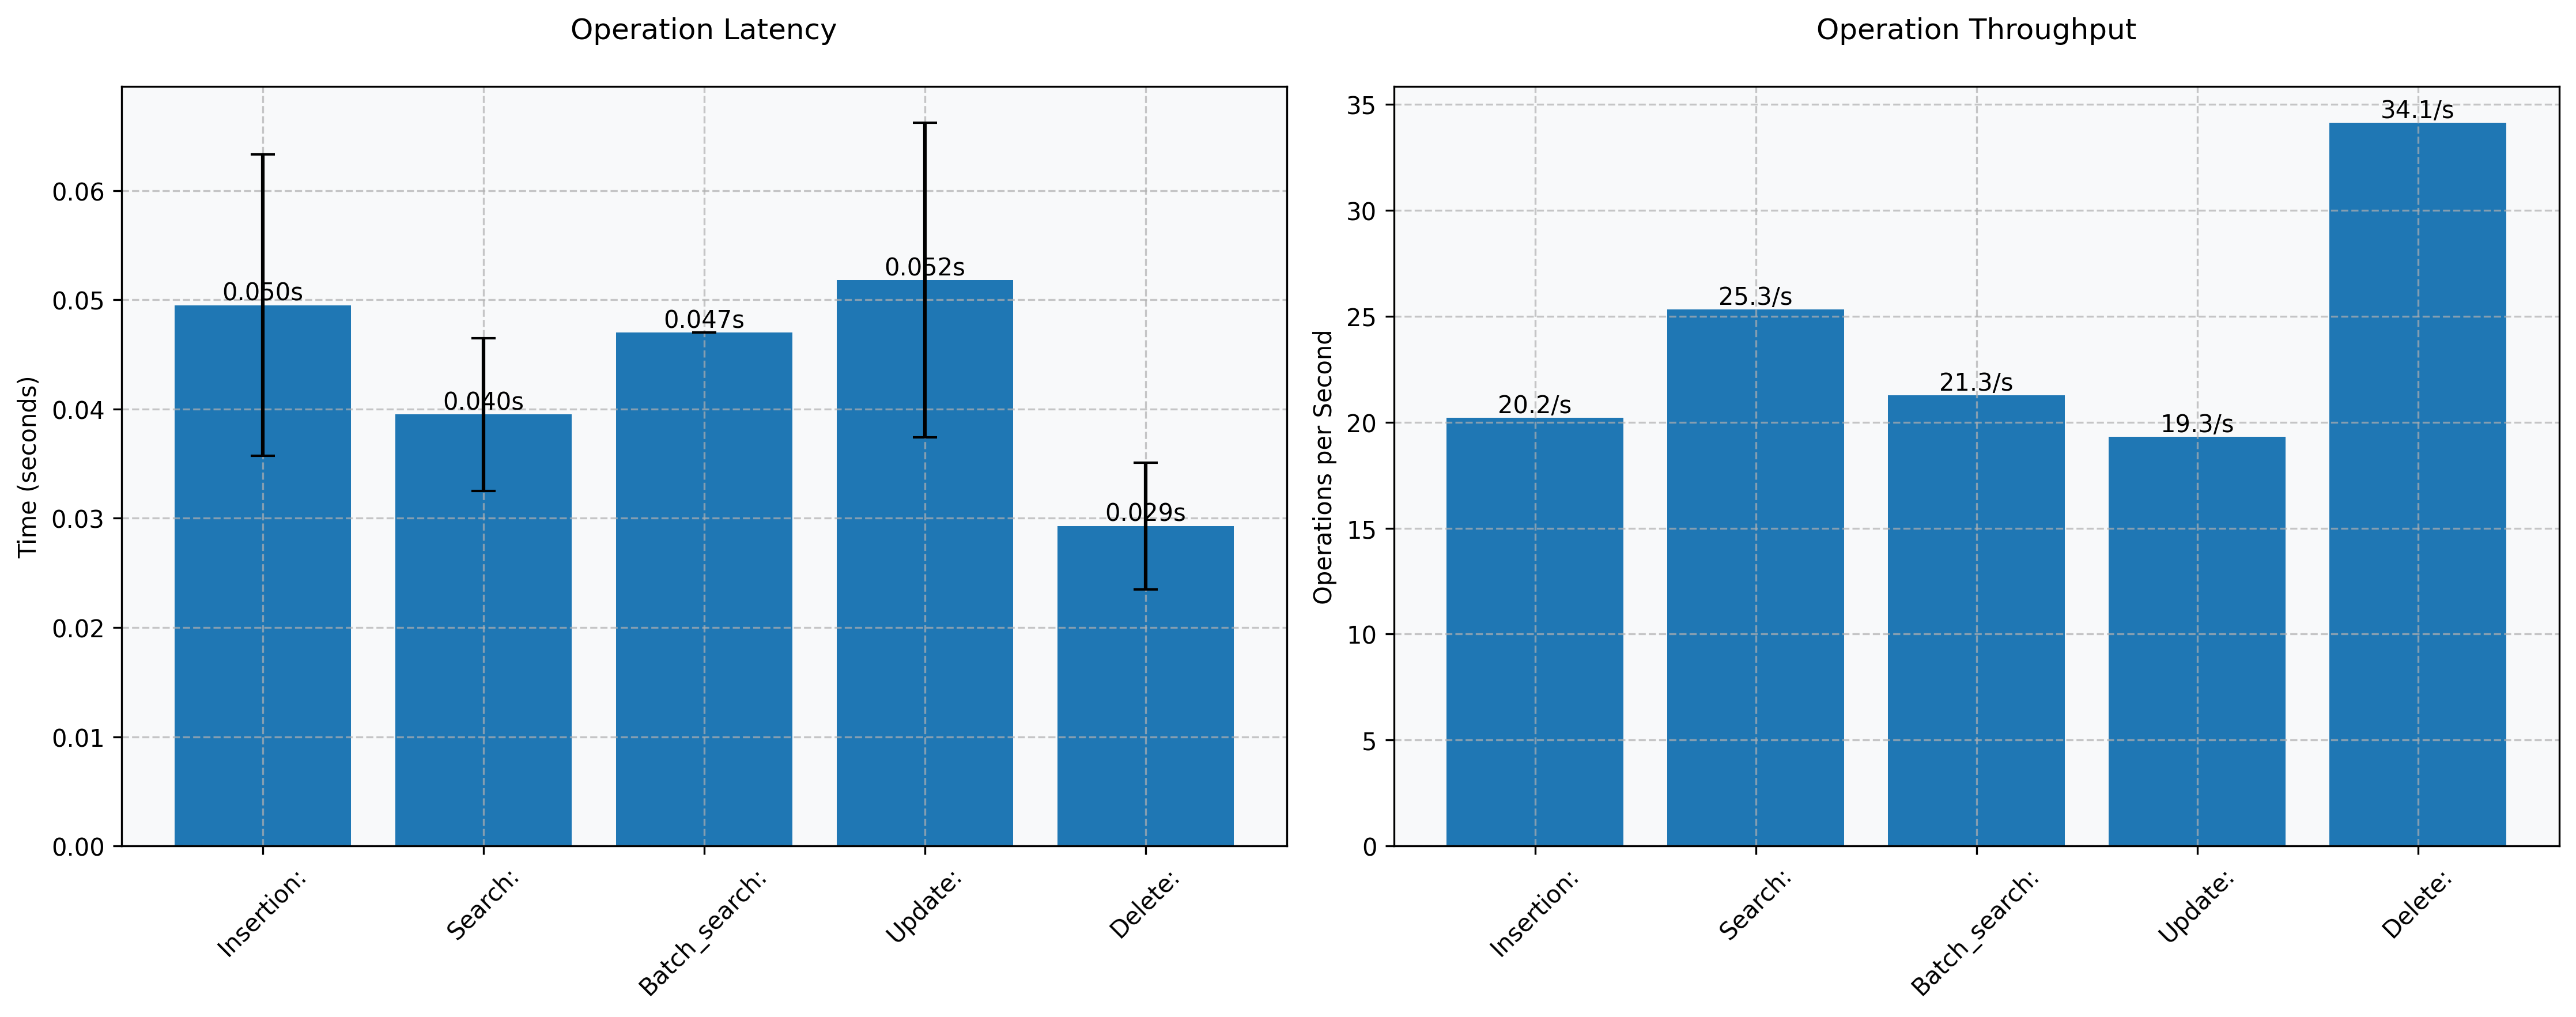 Operation Latency
Time (seconds)
0.06
0.05
0.04
0.03
0.02
0.01
0.00
0.050s
0.040s
0.047s
0.052s
0.029s
Insertion:
Search:
Batch_search:
Update:
Delete:
Operation Throughput
Operations per Second
35
30
25
20
15
10
5
0
20.2/s
25.3/s
21.3/s
19.3/s
34.1/s
Insertion:
Search:
Batch_search:
Update:
Delete: